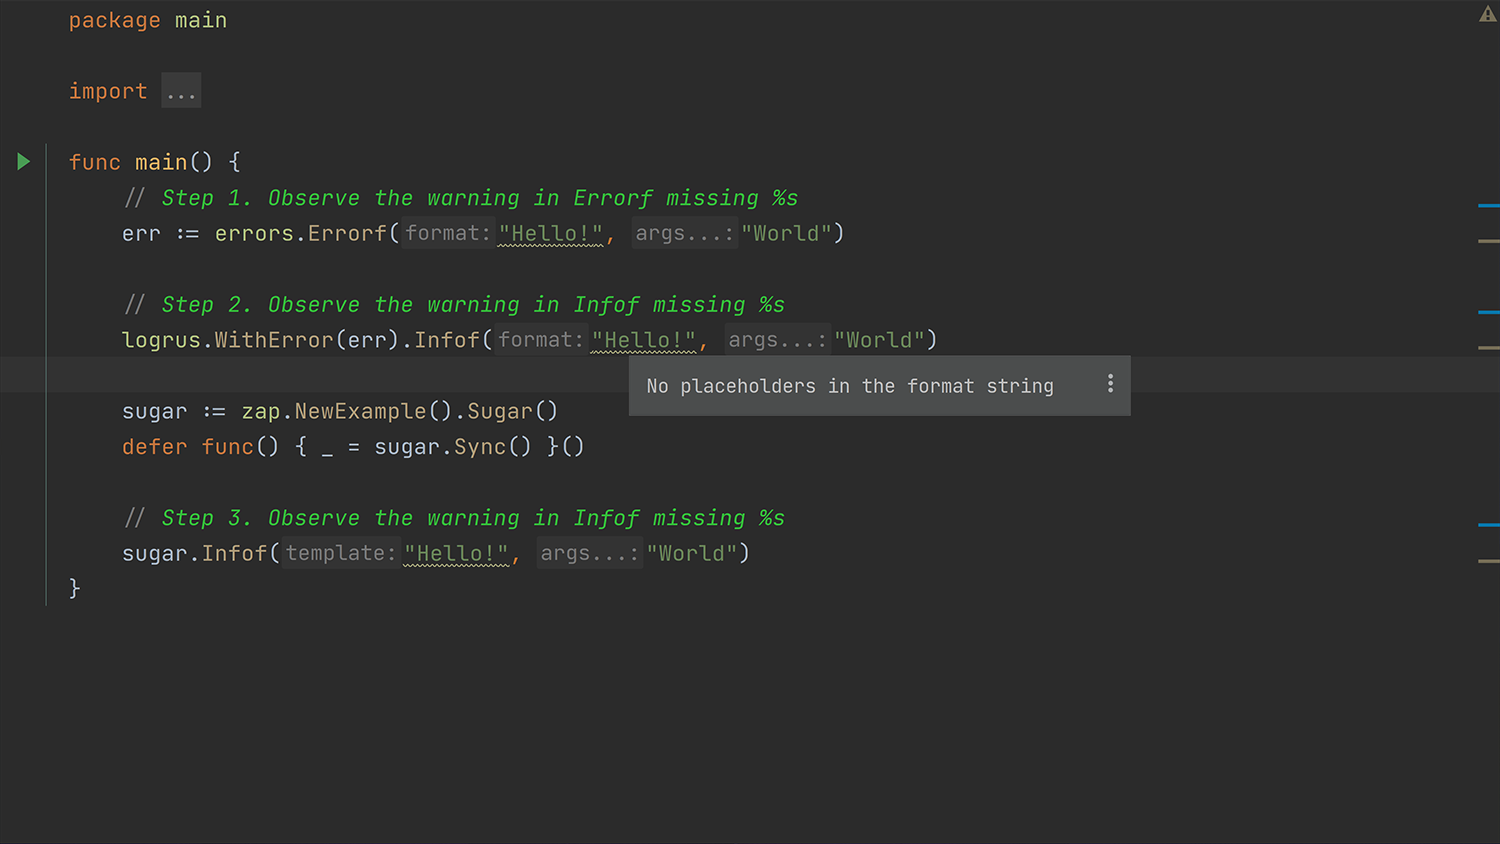 package main
import ...
func main() {
// Step 1. Observe the warning in Errorf missing %s
err := errors.Errorf(format:"Hello!", args...:"World")
// Step 2. Observe the warning in Infof missing %s
logrus.WithError(err).Infof(format:"Hello!", args...:"World")
No placeholders in the format string
sugar := zap.NewExample().Sugar()
defer func() { _ = sugar.Sync() }()
// Step 3. Observe the warning in Infof missing %s
sugar.Infof(template:"Hello!", args...:"World")
}